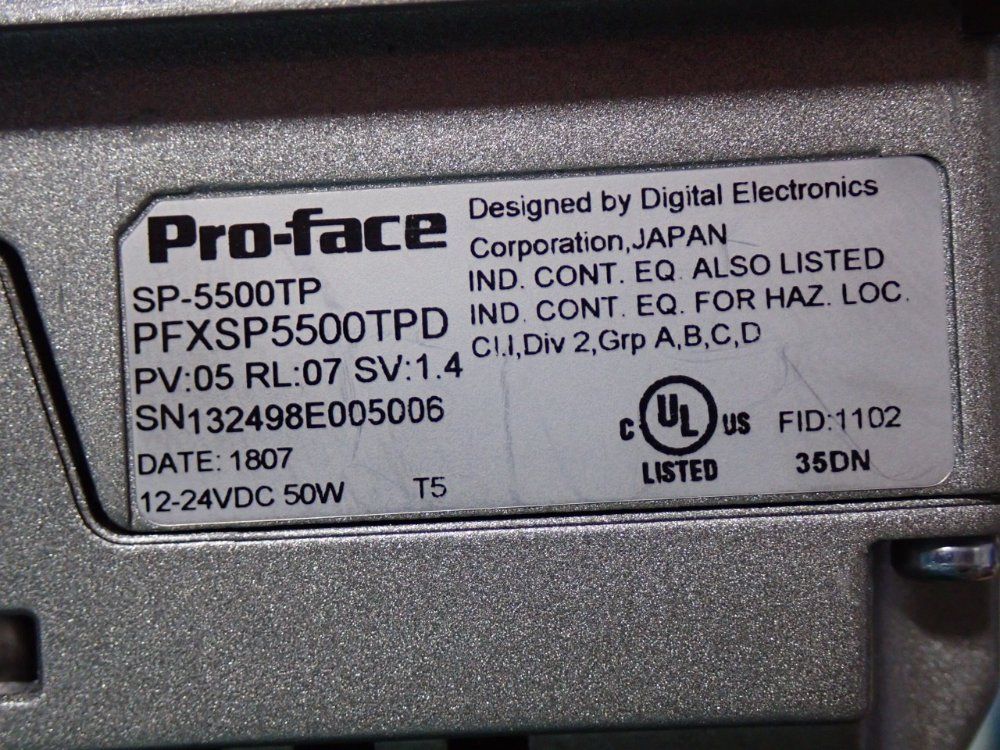 Pro-face
SP-5500TP
PFXSP5500TPD
PV:05 RL:07 SV:1.4
SN132498E005006
DATE: 1807
12-24VDC 50W T5
Designed by Digital Electronics
Corporation,JAPAN
IND. CONT. EQ. ALSO LISTED
IND. CONT. EQ. FOR HAZ. LOC.
Cl.I,Div 2,Grp A,B,C,D
C UL US FID:1102
LISTED 35DN